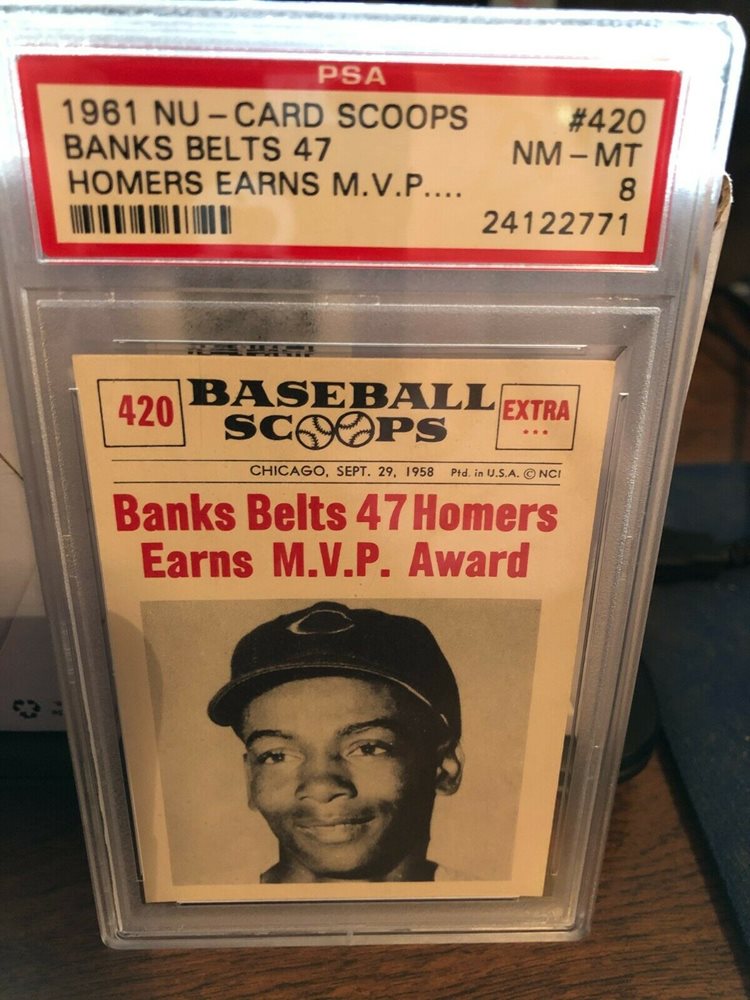 PSA
1961 NU-CARD SCOOPS #420
BANKS BELTS 47 NM-MT
HOMERS EARNS M.V.P.... 8
24122771
420 BASEBALL SCOOPS EXTRA
CHICAGO, SEPT. 29, 1958 Ptd. in U.S.A. © NCI
Banks Belts 47 Homers
Earns M.V.P. Award